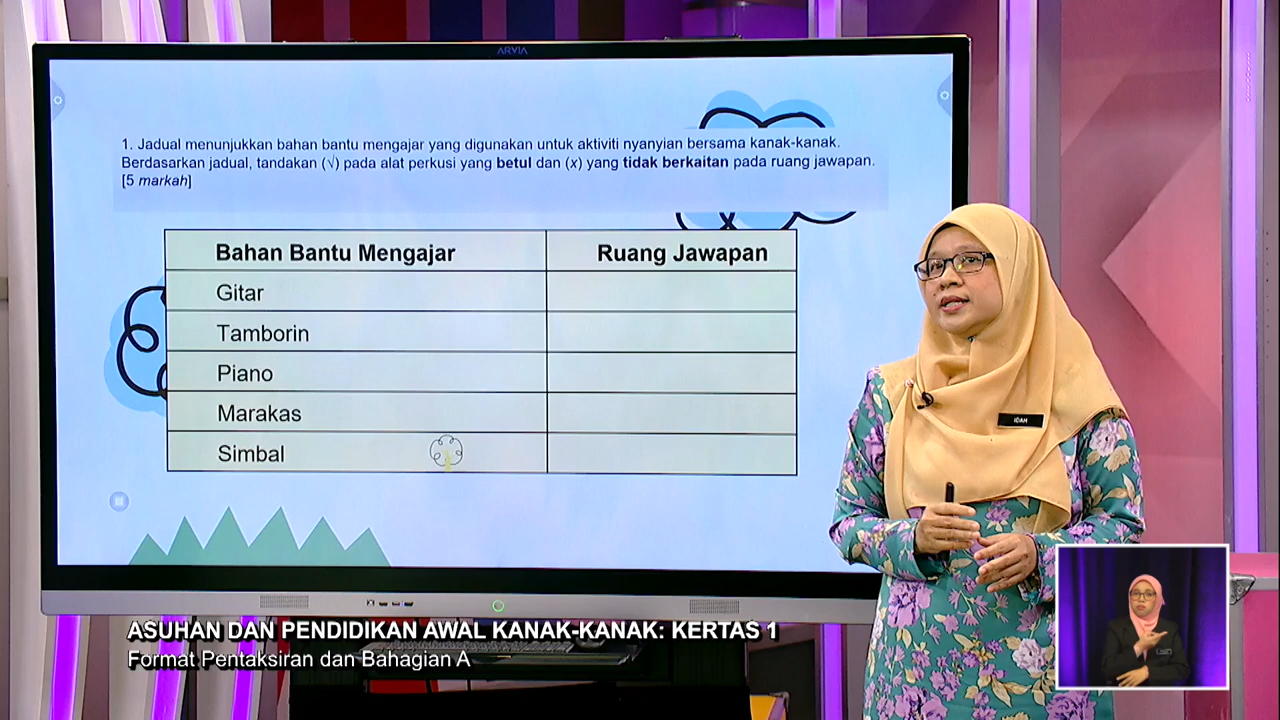 ARVIA
1. Jadual menunjukkan bahan bantu mengajar yang digunakan untuk aktiviti nyanyian bersama kanak-kanak.
Berdasarkan jadual, tandakan (√) pada alat perkusi yang betul dan (x) yang tidak berkaitan pada ruang jawapan.
[5 markah]
Bahan Bantu Mengajar Ruang Jawapan
Gitar
Tamborin
Piano
Marakas
Simbal
IDAH
ASUHAN DAN PENDIDIKAN AWAL KANAK-KANAK: KERTAS 1
Format Pentaksiran dan Bahagian A